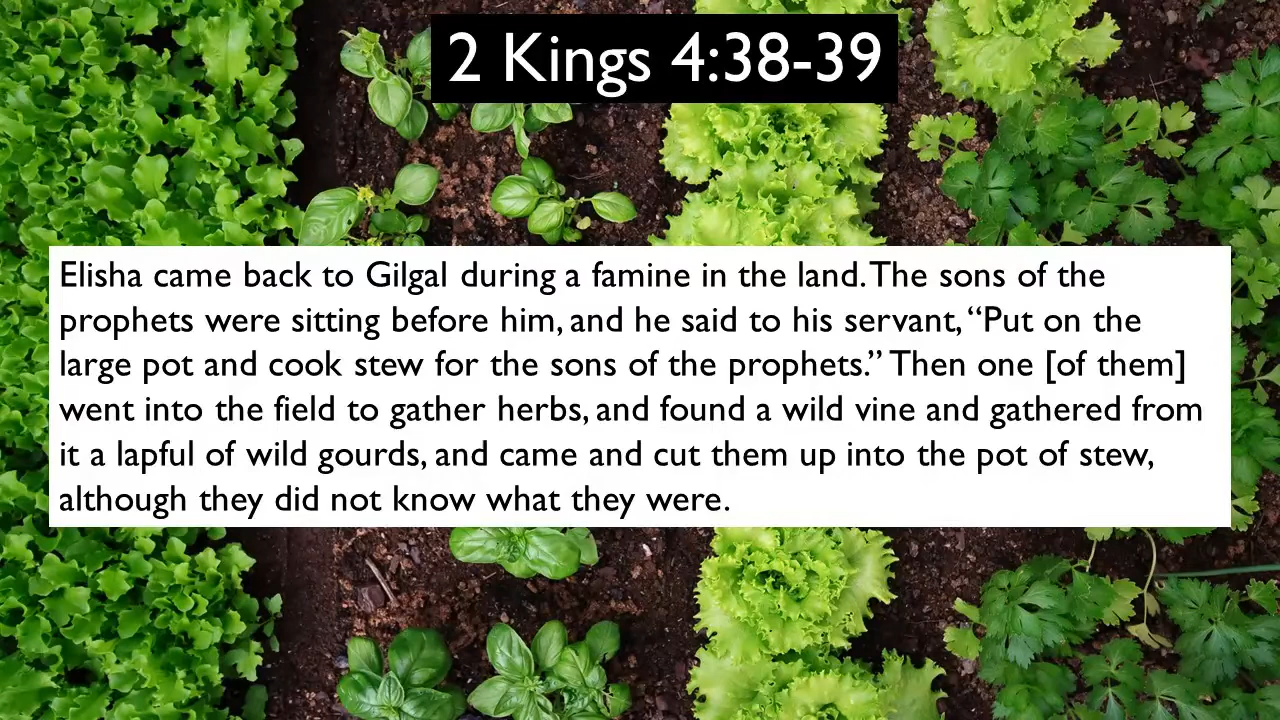 2 Kings 4:38-39
Elisha came back to Gilgal during a famine in the land. The sons of the
prophets were sitting before him, and he said to his servant, “Put on the
large pot and cook stew for the sons of the prophets.” Then one [of them]
went into the field to gather herbs, and found a wild vine and gathered from
it a lapful of wild gourds, and came and cut them up into the pot of stew,
although they did not know what they were.